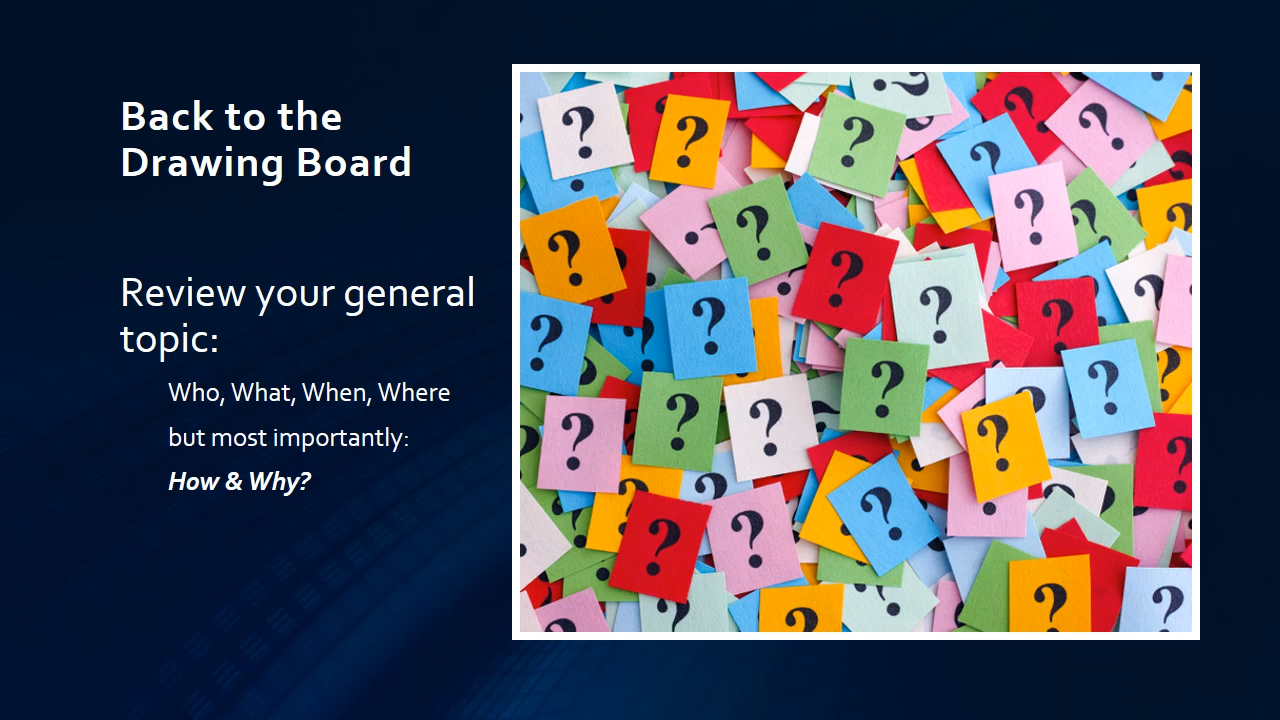 Back to the
Drawing Board
Review your general
topic:
Who, What, When, Where
but most importantly:
How & Why?